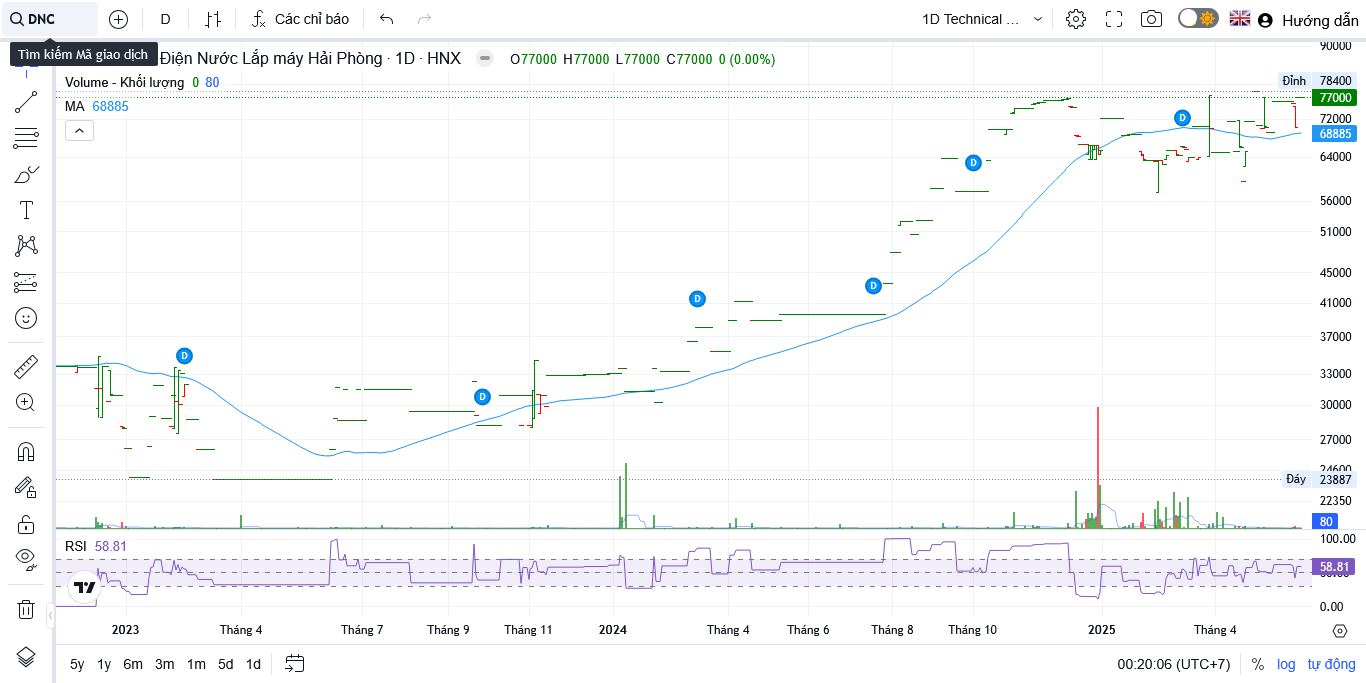 DNC D Các chỉ báo 1D Technical ... Hướng dẫn
Tìm kiếm Mã giao dịch
Điện Nước Lắp máy Hải Phòng · 1D · HNX O77000 H77000 L77000 C77000 0 (0.00%)
Volume - Khối lượng 0 80
MA 68885
90000
Đỉnh 78400
77000
72000
68885
64000
56000
51000
45000
41000
37000
33000
30000
27000
24600
Đáy 23887
22350
80
D
D
D
D
D
D
RSI 58.81
100.00
58.81
50.00
0.00
2023 Tháng 4 Tháng 7 Tháng 9 Tháng 11 2024 Tháng 4 Tháng 6 Tháng 8 Tháng 10 2025 Tháng 4
5y 1y 6m 3m 1m 5d 1d 00:20:06 (UTC+7) % log tự động